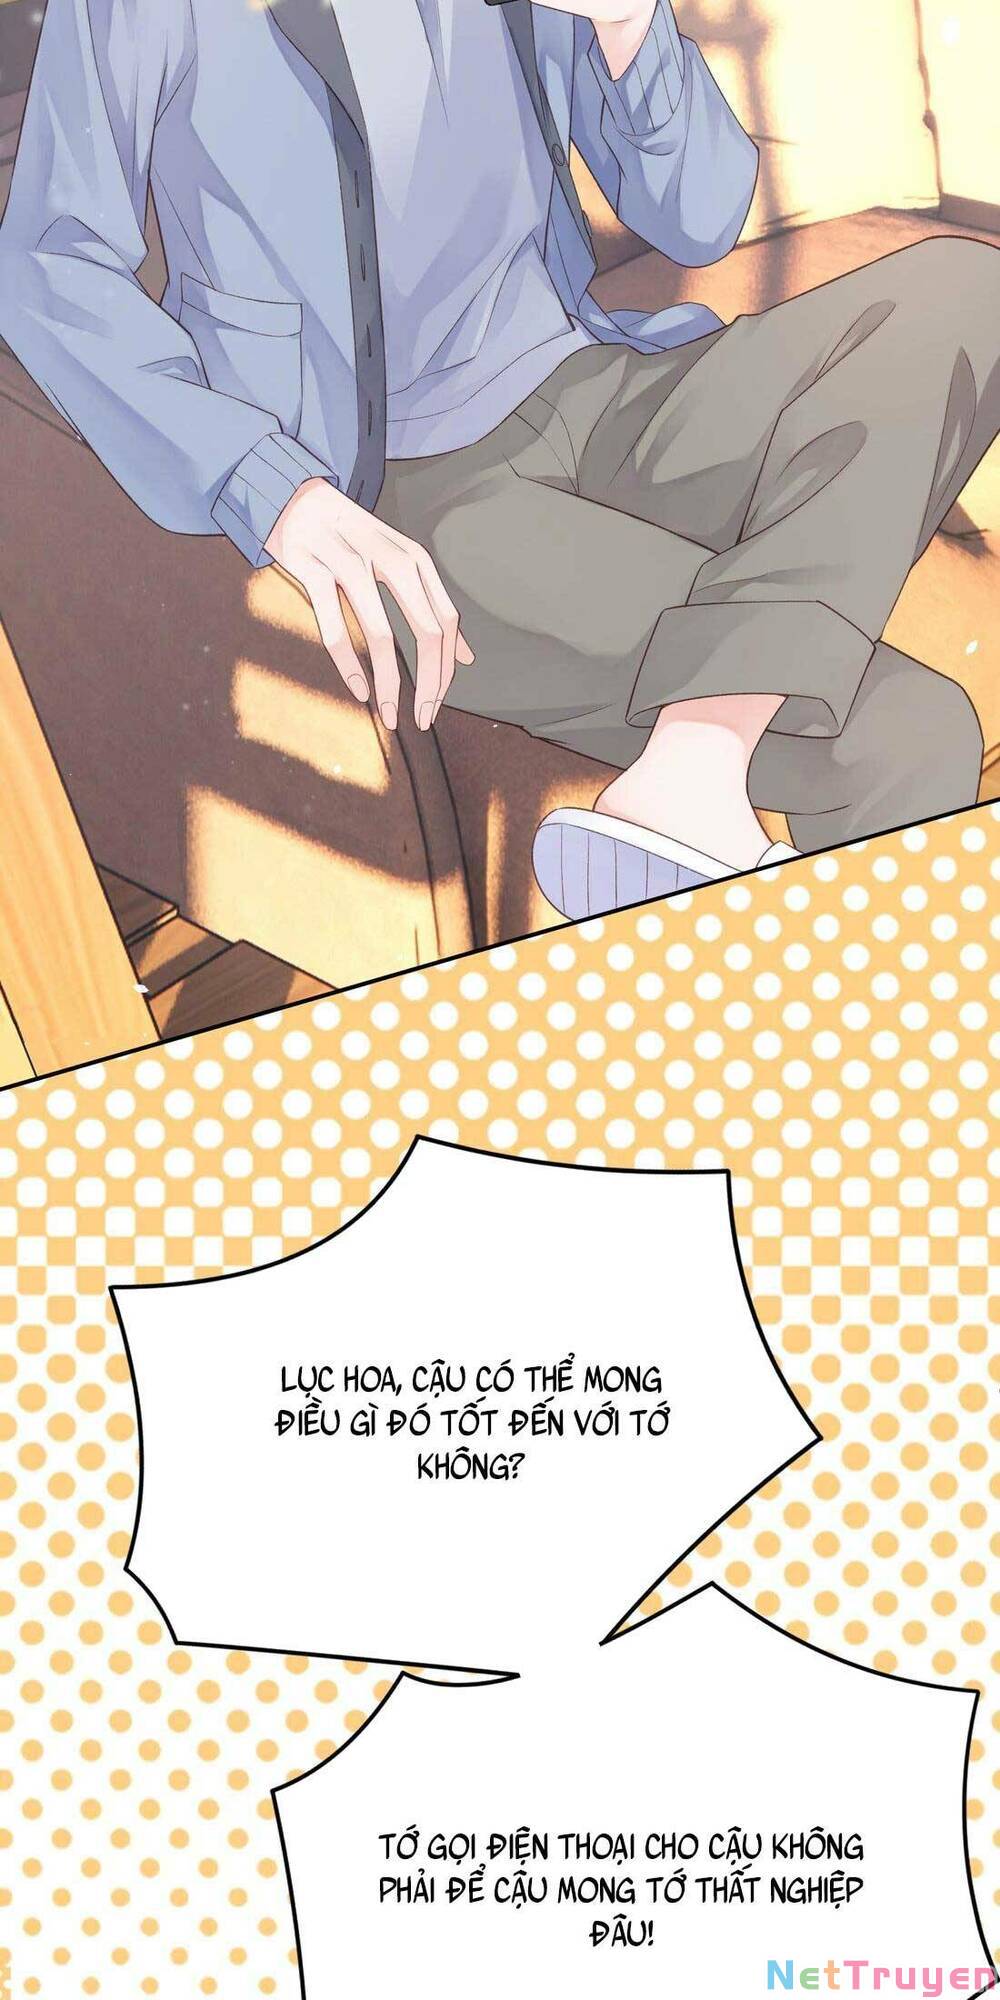 LỤC HOA, CẬU CÓ THỂ MONG
ĐIỀU GÌ ĐÓ TỐT ĐẾN VỚI TỚ
KHÔNG?
TỚ GỌI ĐIỆN THOẠI CHO CẬU KHÔNG
PHẢI ĐỂ CẬU MONG TỚ THẤT NGHIỆP
ĐÂU!
NetTruyen